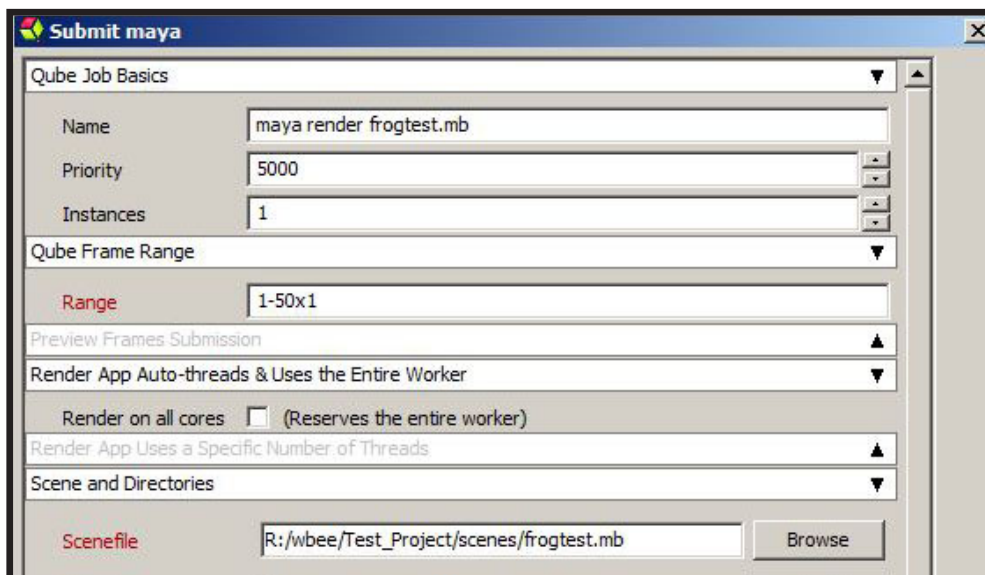 Submit maya
Qube Job Basics
Name maya render frogtest.mb
Priority 5000
Instances 1
Qube Frame Range
Range 1-50x1
Preview Frames Submission
Render App Auto-threads & Uses the Entire Worker
Render on all cores (Reserves the entire worker)
Render App Uses a Specific Number of Threads
Scene and Directories
Scenefile R:/wbee/Test_Project/scenes/frogtest.mb Browse